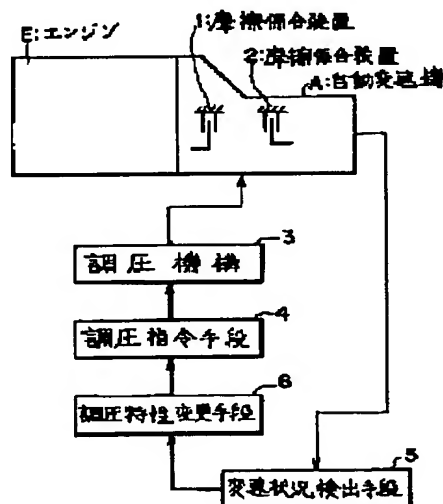 E:エンジン
1:摩擦係合装置
2:摩擦係合装置
A:自動変速機
3
調圧機構
4
調圧指令手段
6
調圧特性変更手段
5
変速状況検出手段